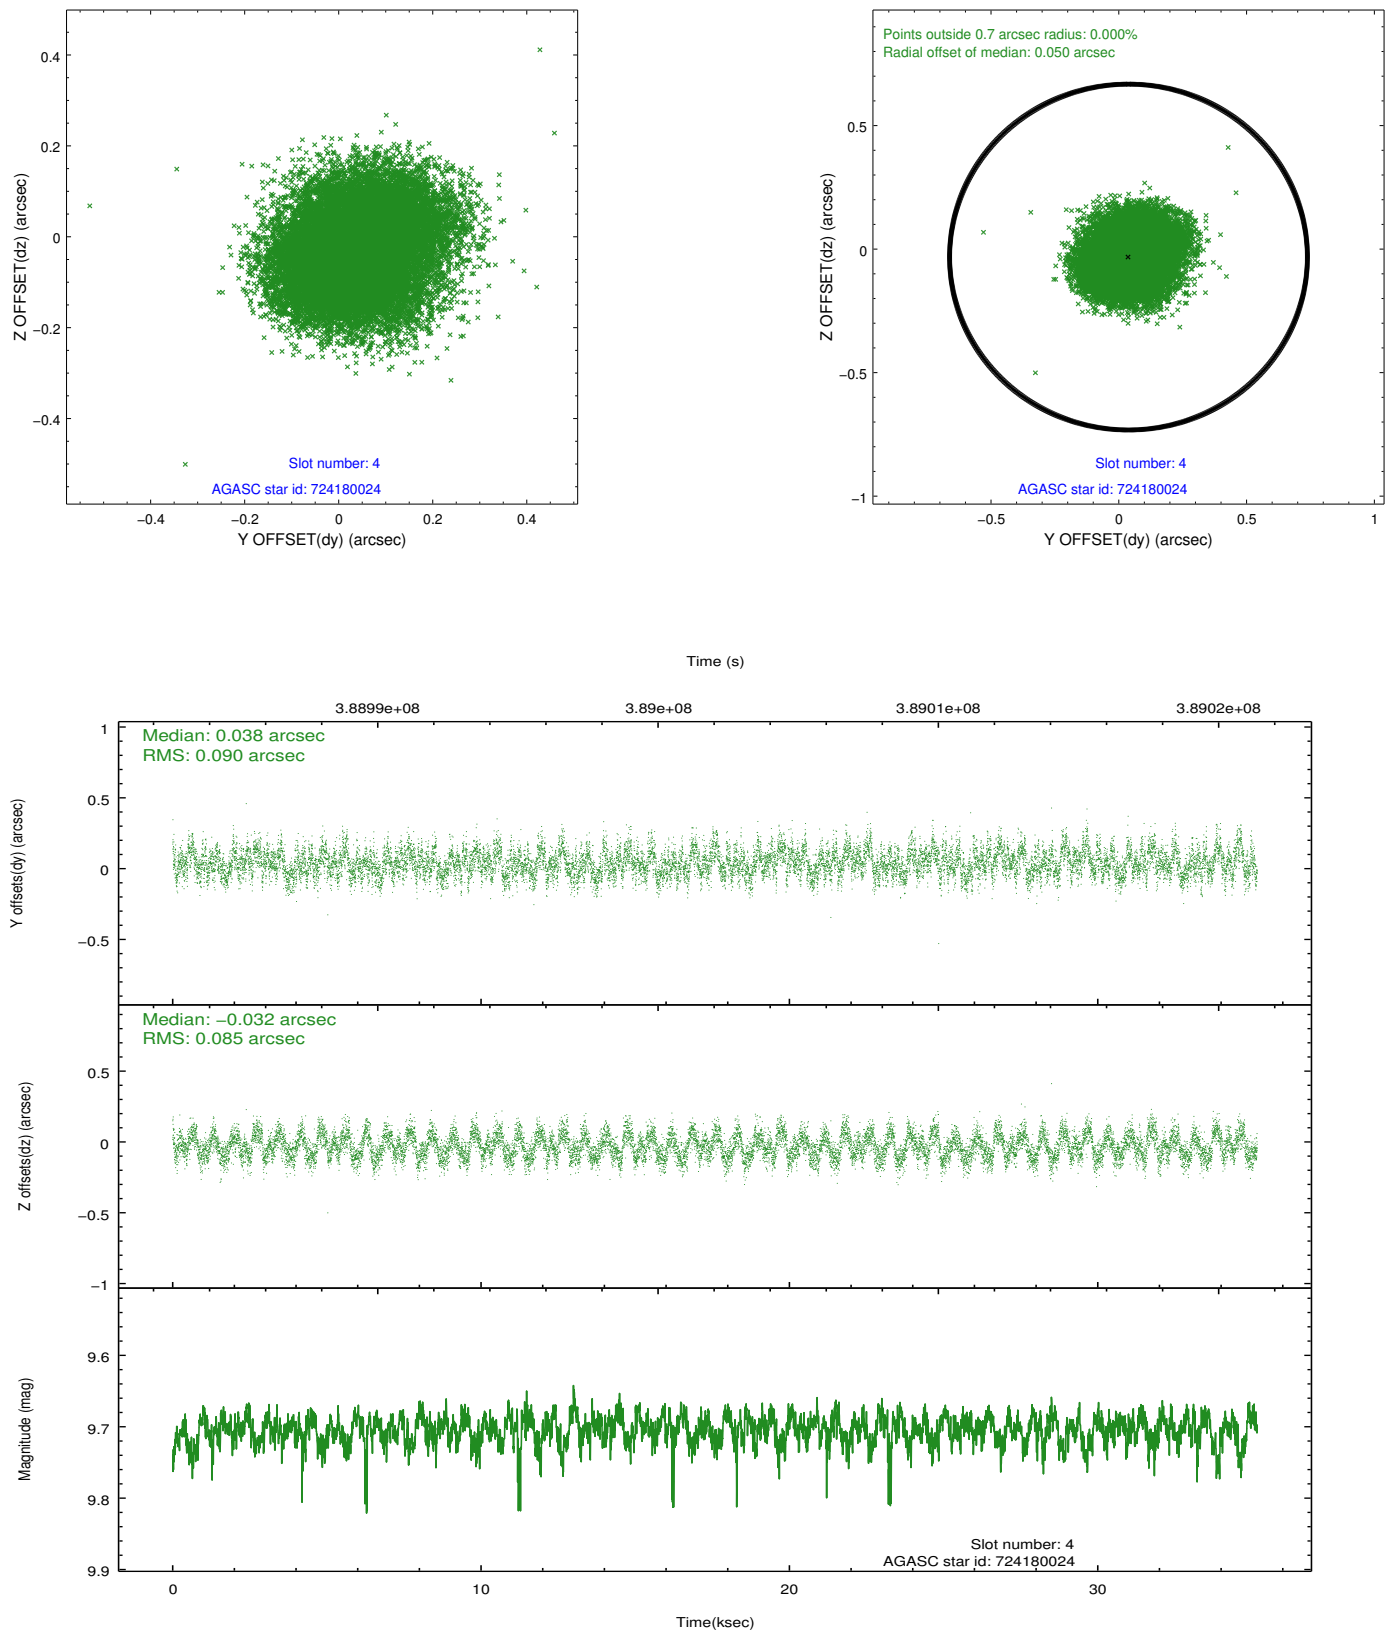 0.4
0.2
0
−0.2
−0.4
Z OFFSET(dz) (arcsec)
Slot number: 4
AGASC star id: 724180024
−0.4
−0.2
0
0.2
0.4
Y OFFSET(dy) (arcsec)
Points outside 0.7 arcsec radius: 0.000%
Radial offset of median: 0.050 arcsec
0.5
0
−0.5
−1
Z OFFSET(dz) (arcsec)
Slot number: 4
AGASC star id: 724180024
−0.5
0
0.5
1
Y OFFSET(dy) (arcsec)
Time (s)
3.8899e+08
3.89e+08
3.8901e+08
3.8902e+08
Median: 0.038 arcsec
RMS: 0.090 arcsec
1
0.5
0
−0.5
Y offsets(dy) (arcsec)
Median: −0.032 arcsec
RMS: 0.085 arcsec
0.5
0
−0.5
−1
Z offsets(dz) (arcsec)
9.6
9.7
9.8
9.9
Magnitude (mag)
Slot number: 4
AGASC star id: 724180024
0
10
20
30
Time(ksec)